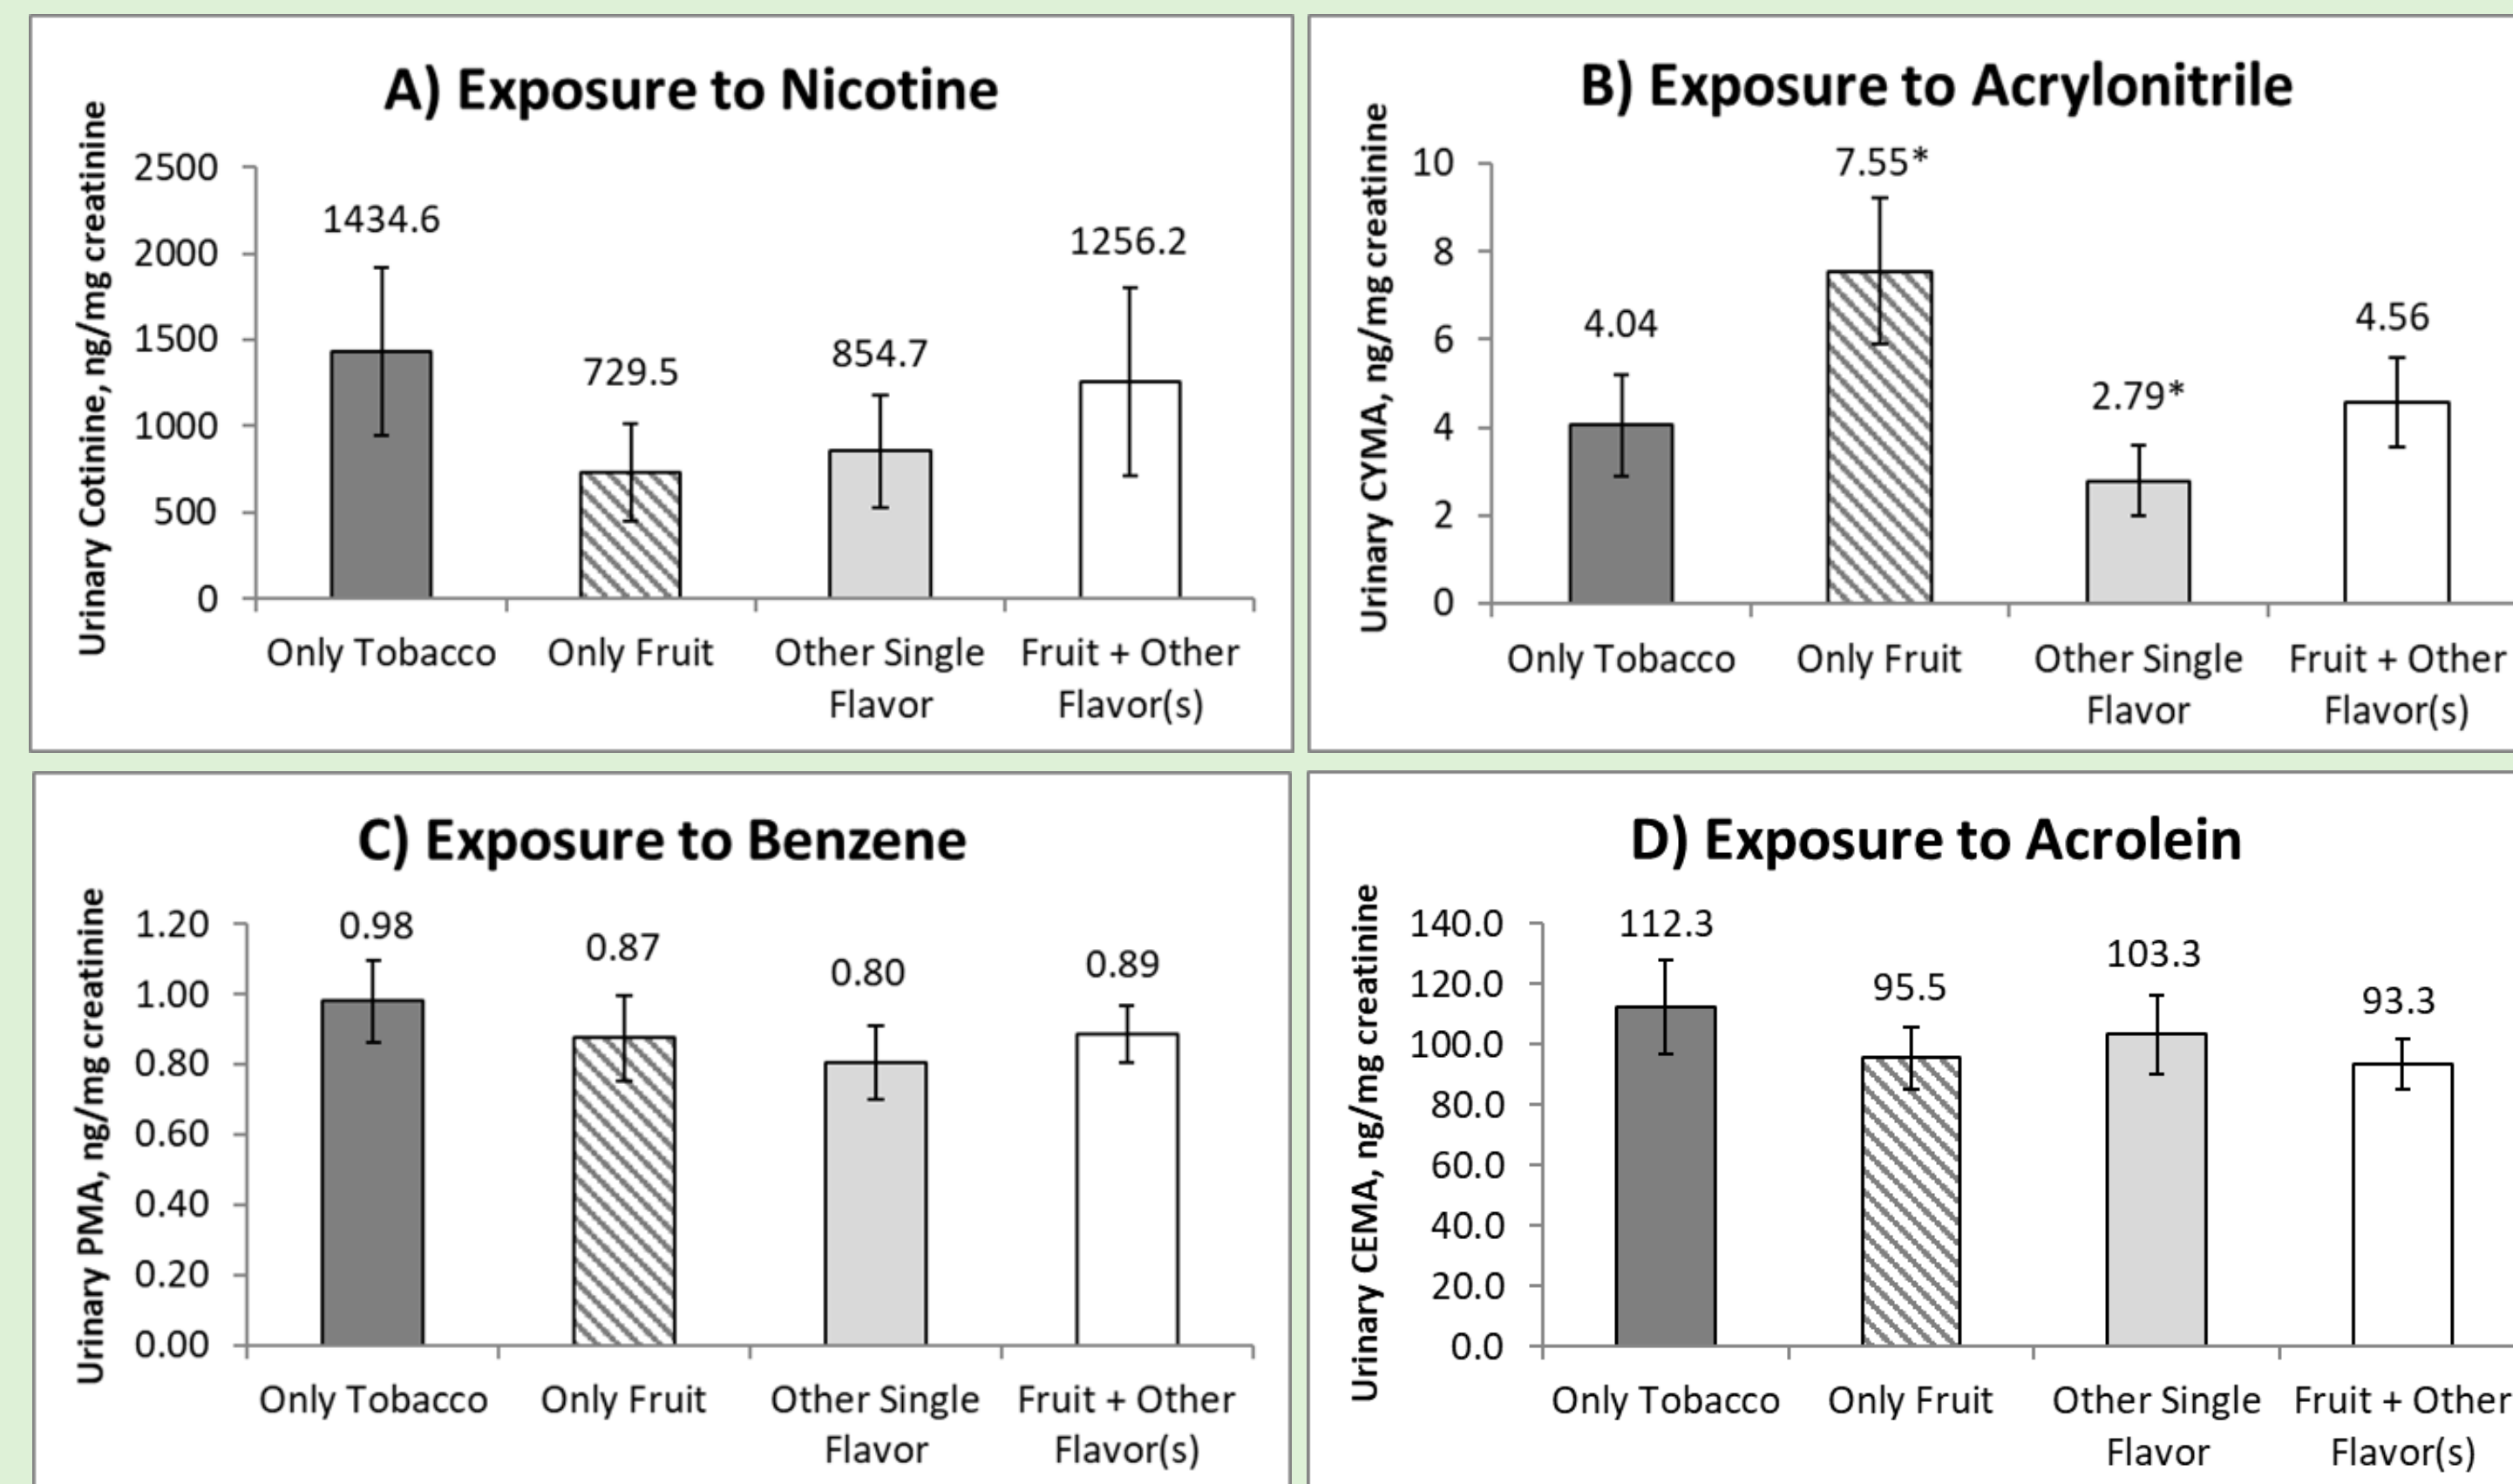 A) Exposure to Nicotine
Urinary Cotinine, ng/mg creatinine
2500
2000
1500
1000
500
0
1434.6
729.5
854.7
1256.2
Only Tobacco
Only Fruit
Other Single
Flavor
Fruit + Other
Flavor(s)
B) Exposure to Acrylonitrile
Urinary CYMA, ng/mg creatinine
10
8
6
4
2
0
4.04
7.55*
2.79*
4.56
Only Tobacco
Only Fruit
Other Single
Flavor
Fruit + Other
Flavor(s)
C) Exposure to Benzene
Urinary PMA, ng/mg creatinine
1.20
1.00
0.80
0.60
0.40
0.20
0.00
0.98
0.87
0.80
0.89
Only Tobacco
Only Fruit
Other Single
Flavor
Fruit + Other
Flavor(s)
D) Exposure to Acrolein
Urinary CEMA, ng/mg creatinine
140.0
120.0
100.0
80.0
60.0
40.0
20.0
0.0
112.3
95.5
103.3
93.3
Only Tobacco
Only Fruit
Other Single
Flavor
Fruit + Other
Flavor(s)